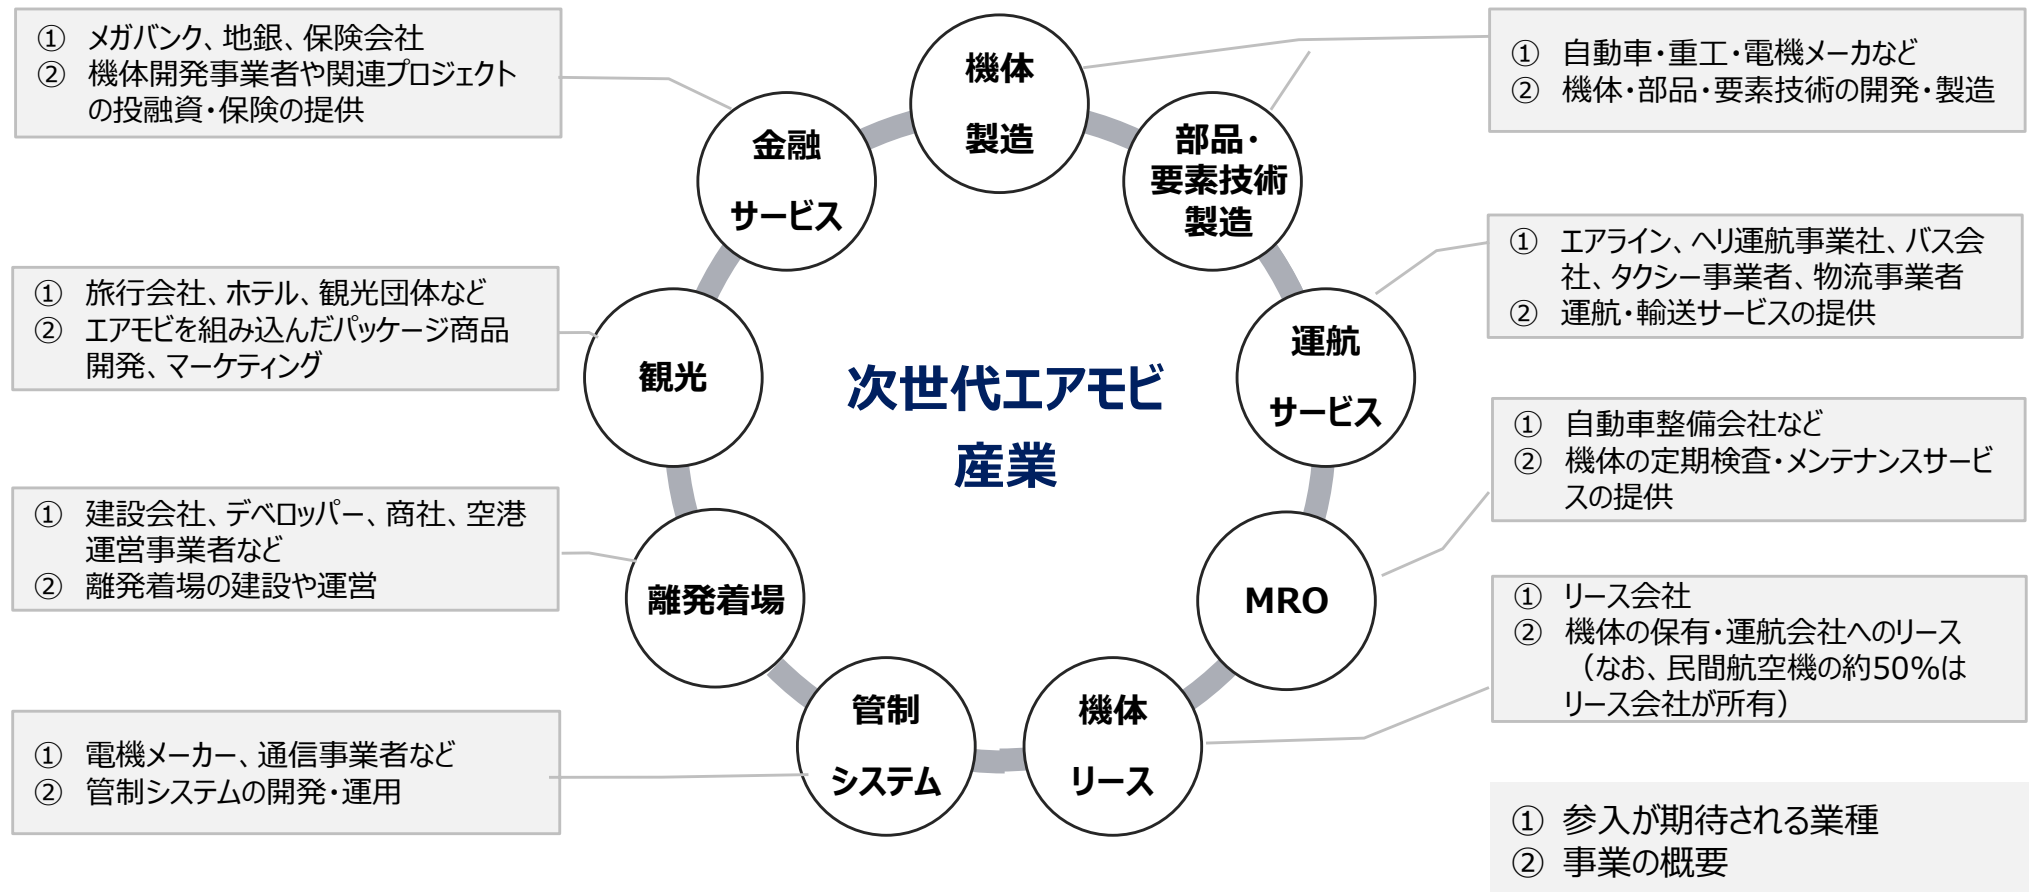 ① メガバンク、地銀、保険会社
② 機体開発事業者や関連プロジェクト
の投融資・保険の提供
① 旅行会社、ホテル、観光団体など
② エアモビを組み込んだパッケージ商品
開発、マーケティング
① 建設会社、デベロッパー、商社、空港
運営事業者など
② 離発着場の建設や運営
① 電機メーカー、通信事業者など
② 管制システムの開発・運用
機体
製造
部品・
要素技術
製造
運航
サービス
MRO
機体
リース
管制
システム
離発着場
観光
金融
サービス
次世代エアモビ
産業
① 自動車・重工・電機メーカなど
② 機体・部品・要素技術の開発・製造
① エアライン、ヘリ運航事業社、バス会
社、タクシー事業者、物流事業者
② 運航・輸送サービスの提供
① 自動車整備会社など
② 機体の定期検査・メンテナンスサービ
スの提供
① リース会社
② 機体の保有・運航会社へのリース
（なお、民間航空機の約50%は
リース会社が所有）
① 参入が期待される業種
② 事業の概要